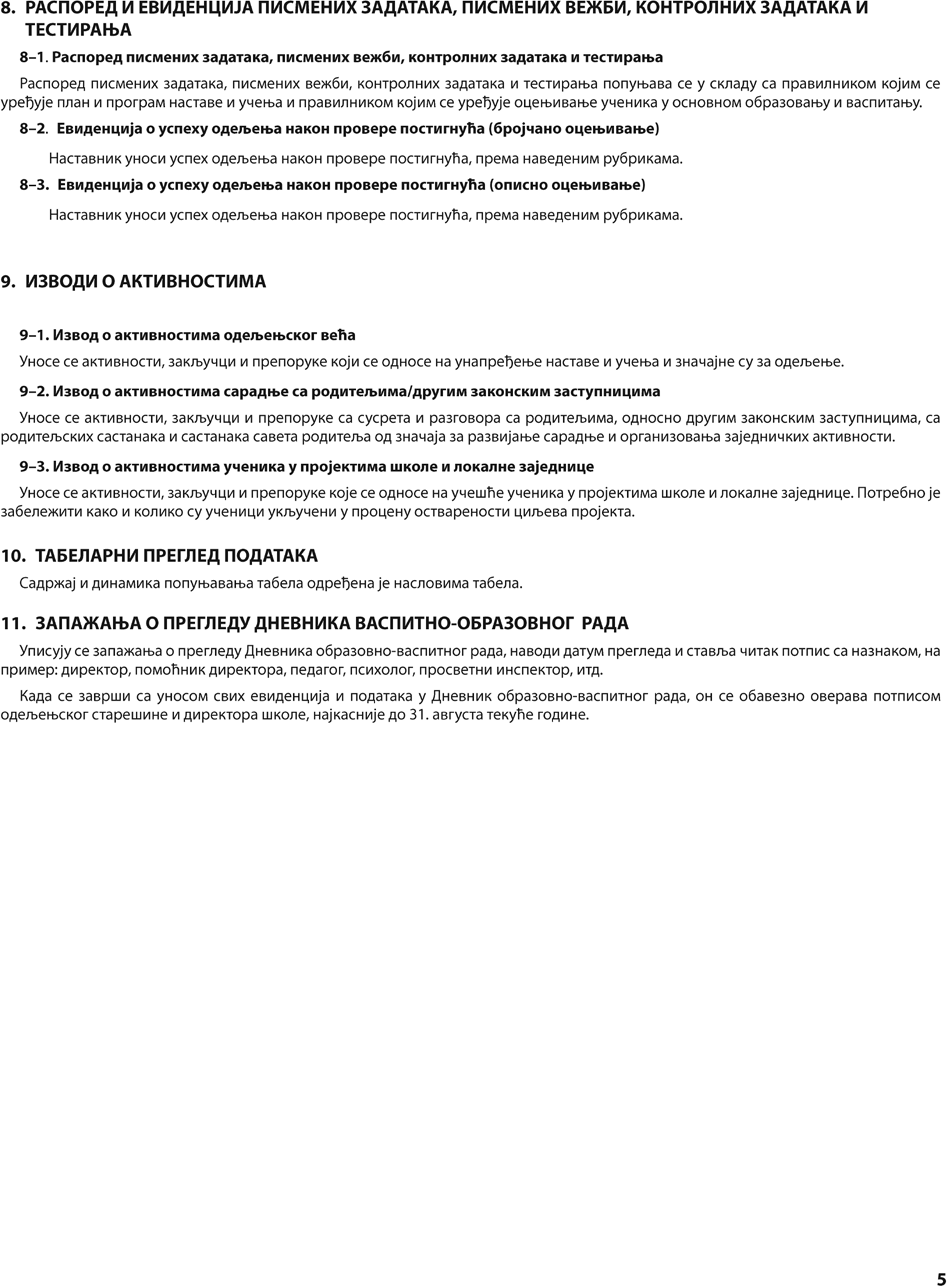 8. РАСПОРЕД И ЕВИДЕНЦИЈА ПИСМЕНИХ ЗАДАТАКА, ПИСМЕНИХ ВЕЖБИ, КОНТРОЛНИХ ЗАДАТАКА И
ТЕСТИРАЊА
8–1. Распоред писмених задатака, писмених вежби, контролних задатака и тестирања
Распоред писмених задатака, писмених вежби, контролних задатака и тестирања попуњава се у складу са правилником којим се
уређује план и програм наставе и учења и правилником којим се уређује оцењивање ученика у основном образовању и васпитању.
8–2. Евиденција о успеху одељења након провере постигнућа (бројчано оцењивање)
Наставник уноси успех одељења након провере постигнућа, према наведеним рубрикама.
8–3. Евиденција о успеху одељења након провере постигнућа (описно оцењивање)
Наставник уноси успех одељења након провере постигнућа, према наведеним рубрикама.
9. ИЗВОДИ О АКТИВНОСТИМА
9–1. Извод о активностима одељењског већа
Уносе се активности, закључци и препоруке који се односе на унапређење наставе и учења и значајне су за одељење.
9–2. Извод о активностима сарадње са родитељима/другим законским заступницима
Уносе се активности, закључци и препоруке са сусрета и разговора са родитељима, односно другим законским заступницима, са
родитељских састанака и састанака савета родитеља од значаја за развијање сарадње и организовања заједничких активности.
9–3. Извод о активностима ученика у пројектима школе и локалне заједнице
Уносе се активности, закључци и препоруке које се односе на учешће ученика у пројектима школе и локалне заједнице. Потребно је
забележити како и колико су ученици укључени у процену остварености циљева пројекта.
10. ТАБЕЛАРНИ ПРЕГЛЕД ПОДАТАКА
Садржај и динамика попуњавања табела одређена је насловима табела.
11. ЗАПАЖАЊА О ПРЕГЛЕДУ ДНЕВНИКА ВАСПИТНО-ОБРАЗОВНОГ РАДА
Уписују се запажања о прегледу Дневника образовно-васпитног рада, наводи датум прегледа и ставља читак потпис са назнаком, на
пример: директор, помоћник директора, педагог, психолог, просветни инспектор, итд.
Када се заврши са уносом свих евиденција и података у Дневник образовно-васпитног рада, он се обавезно оверава потписом
одељењског старешине и директора школе, најкасније до 31. августа текуће године.
5